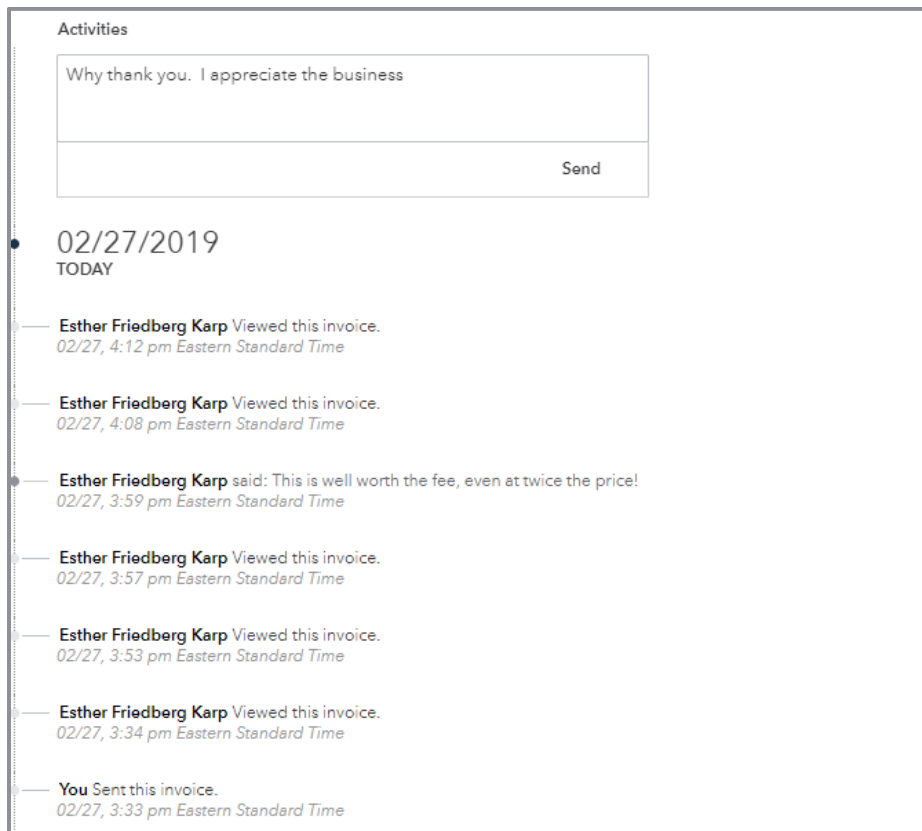 Activities
Why thank you.  I appreciate the business
Send
02/27/2019
TODAY
Esther Friedberg Karp Viewed this invoice.
02/27, 4:12 pm Eastern Standard Time
Esther Friedberg Karp Viewed this invoice.
02/27, 4:08 pm Eastern Standard Time
Esther Friedberg Karp said: This is well worth the fee, even at twice the price!
02/27, 3:59 pm Eastern Standard Time
Esther Friedberg Karp Viewed this invoice.
02/27, 3:57 pm Eastern Standard Time
Esther Friedberg Karp Viewed this invoice.
02/27, 3:53 pm Eastern Standard Time
Esther Friedberg Karp Viewed this invoice.
02/27, 3:34 pm Eastern Standard Time
You Sent this invoice.
02/27, 3:33 pm Eastern Standard Time